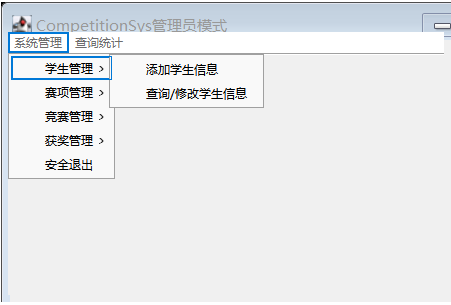 CompetitionSys管理员模式
系统管理 查询统计
学生管理 >
添加学生信息
赛项管理 >
查询/修改学生信息
竞赛管理 >
获奖管理 >
安全退出